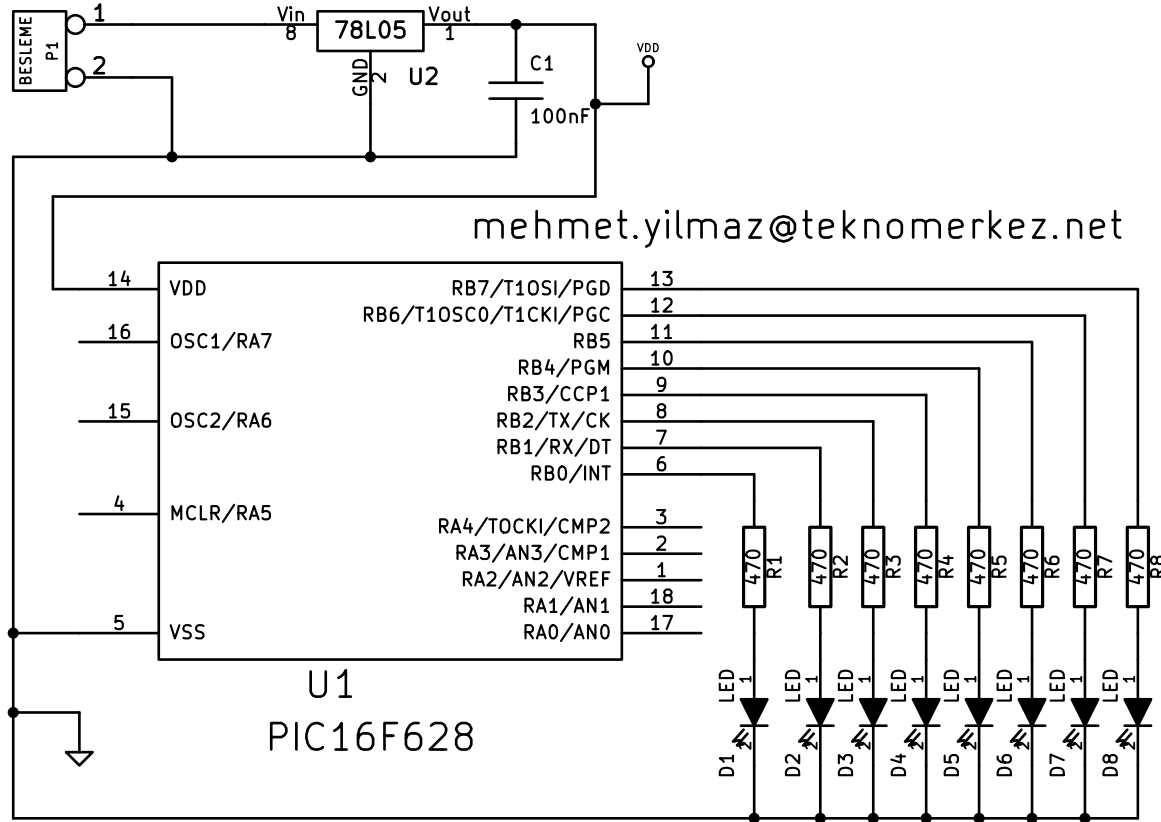 BESLEME
P1
1
2
Vin
8
78L05
Vout
1
GND
2
U2
C1
100nF
VDD
mehmet.yilmaz@teknomerkez.net
14 VDD
16 OSC1/RA7
15 OSC2/RA6
4 MCLR/RA5
5 VSS
RB7/T1OSI/PGD 13
RB6/T1OSC0/T1CKI/PGC 12
RB5 11
RB4/PGM 10
RB3/CCP1 9
RB2/TX/CK 8
RB1/RX/DT 7
RB0/INT 6
RA4/TOCKI/CMP2 3
RA3/AN3/CMP1 2
RA2/AN2/VREF 1
RA1/AN1 18
RA0/AN0 17
U1
PIC16F628
470 R1
470 R2
470 R3
470 R4
470 R5
470 R6
470 R7
470 R8
LED 1
LED 1
LED 1
LED 1
LED 1
LED 1
LED 1
LED 1
D1 2
D2 2
D3 2
D4 2
D5 2
D6 2
D7 2
D8 2